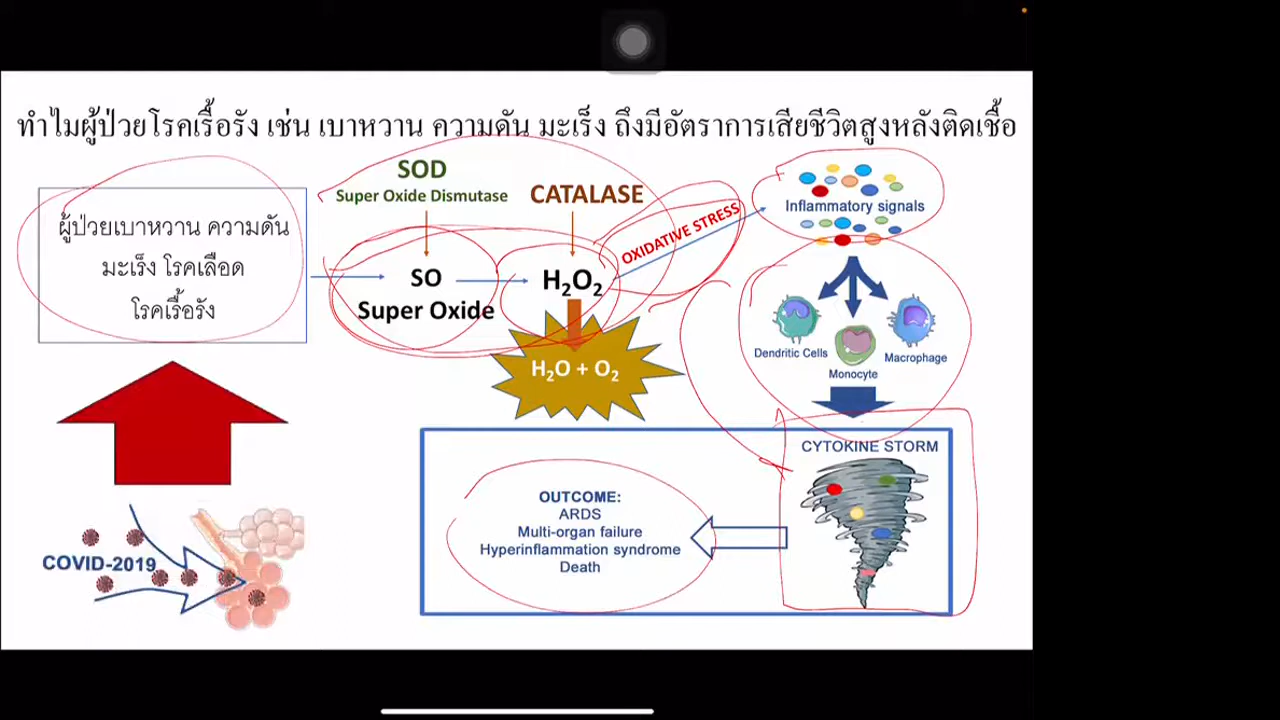 ทำไมผู้ป่วยโรคเรื้อรัง เช่น เบาหวาน ความดัน มะเร็ง ถึงมีอัตราการเสียชีวิตสูงหลังติดเชื้อ
ผู้ป่วยเบาหวาน ความดัน
มะเร็ง โรคเลือด
โรคเรื้อรัง
SOD
Super Oxide Dismutase
CATALASE
SO
Super Oxide
H₂O₂
OXIDATIVE STRESS
H₂O + O₂
Inflammatory signals
Dendritic Cells
Monocyte
Macrophage
CYTOKINE STORM
OUTCOME:
ARDS
Multi-organ failure
Hyperinflammation syndrome
Death
COVID-2019